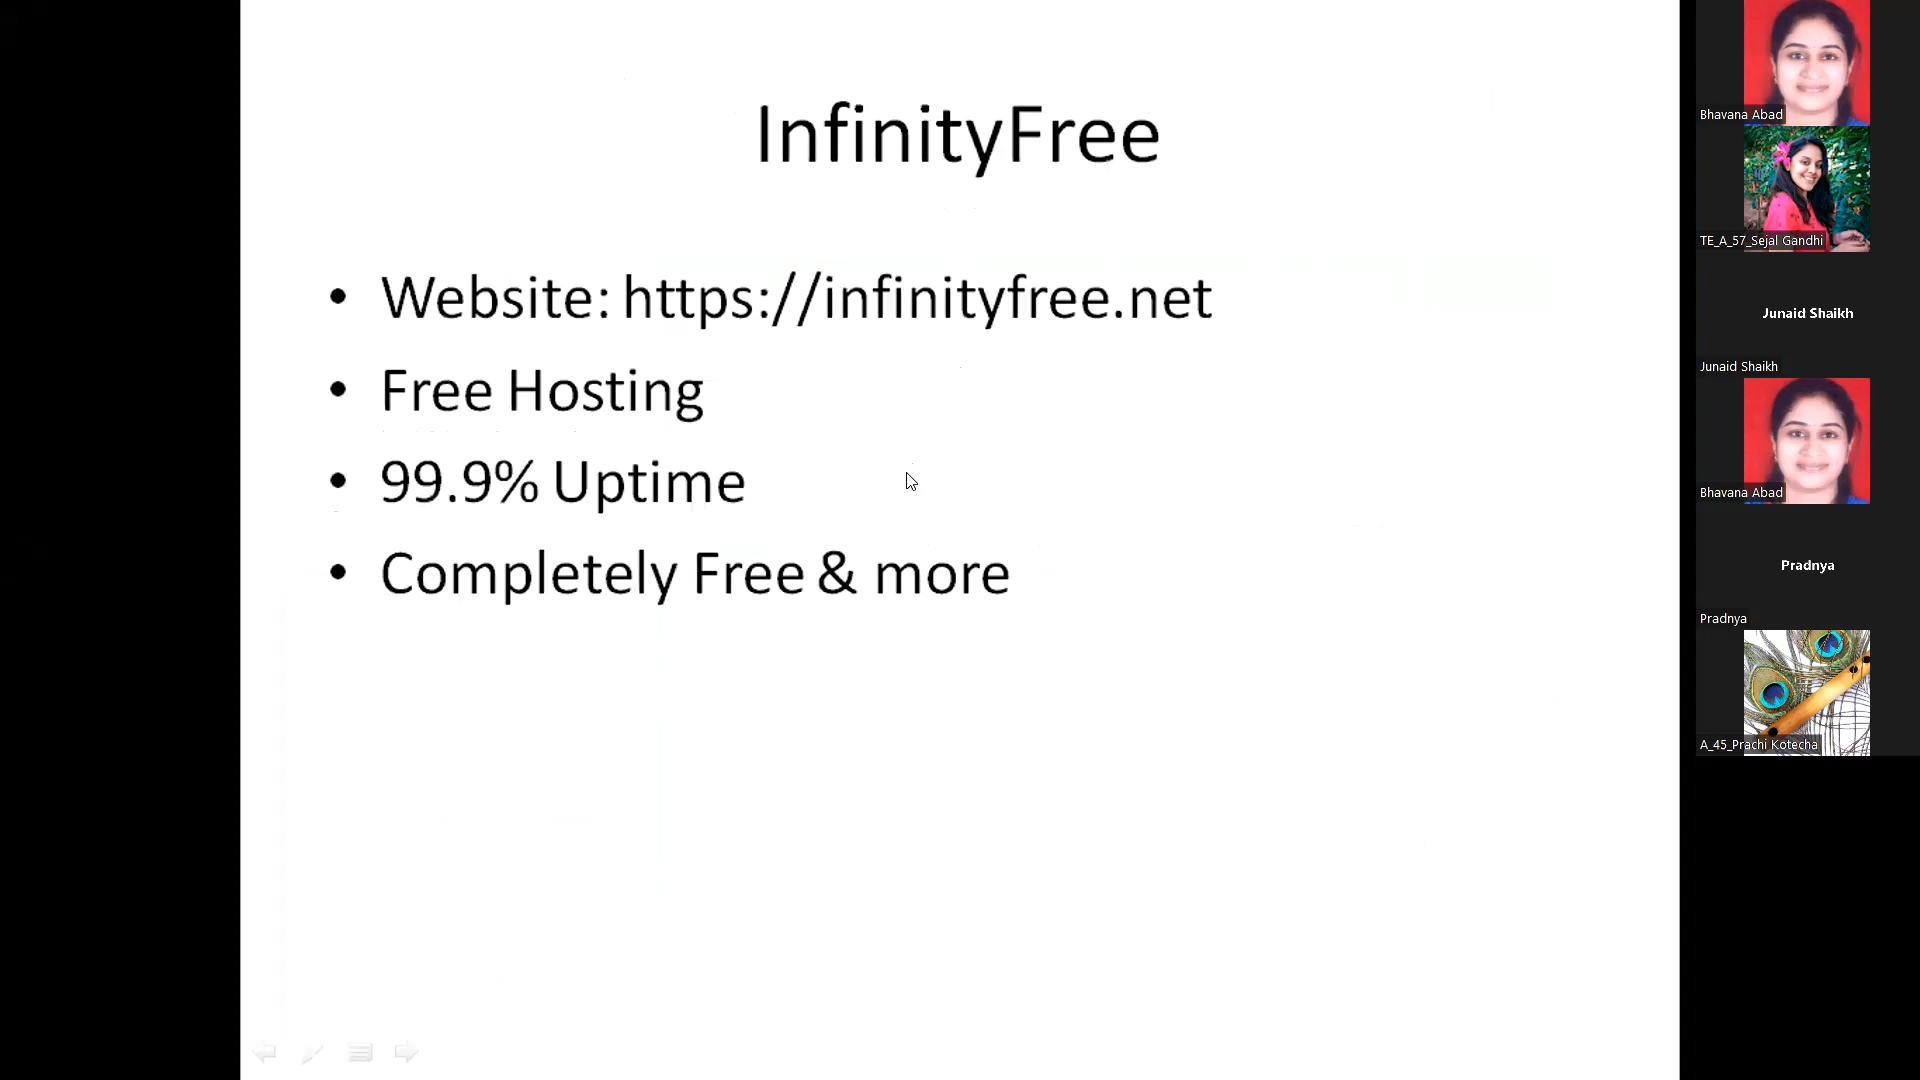 InfinityFree
• Website: https://infinityfree.net
• Free Hosting
• 99.9% Uptime
• Completely Free & more
Bhavana Abad
TE_A_57_Sejal Gandhi
Junaid Shaikh
Junaid Shaikh
Bhavana Abad
Pradnya
Pradnya
A_45_Prachi Kotecha